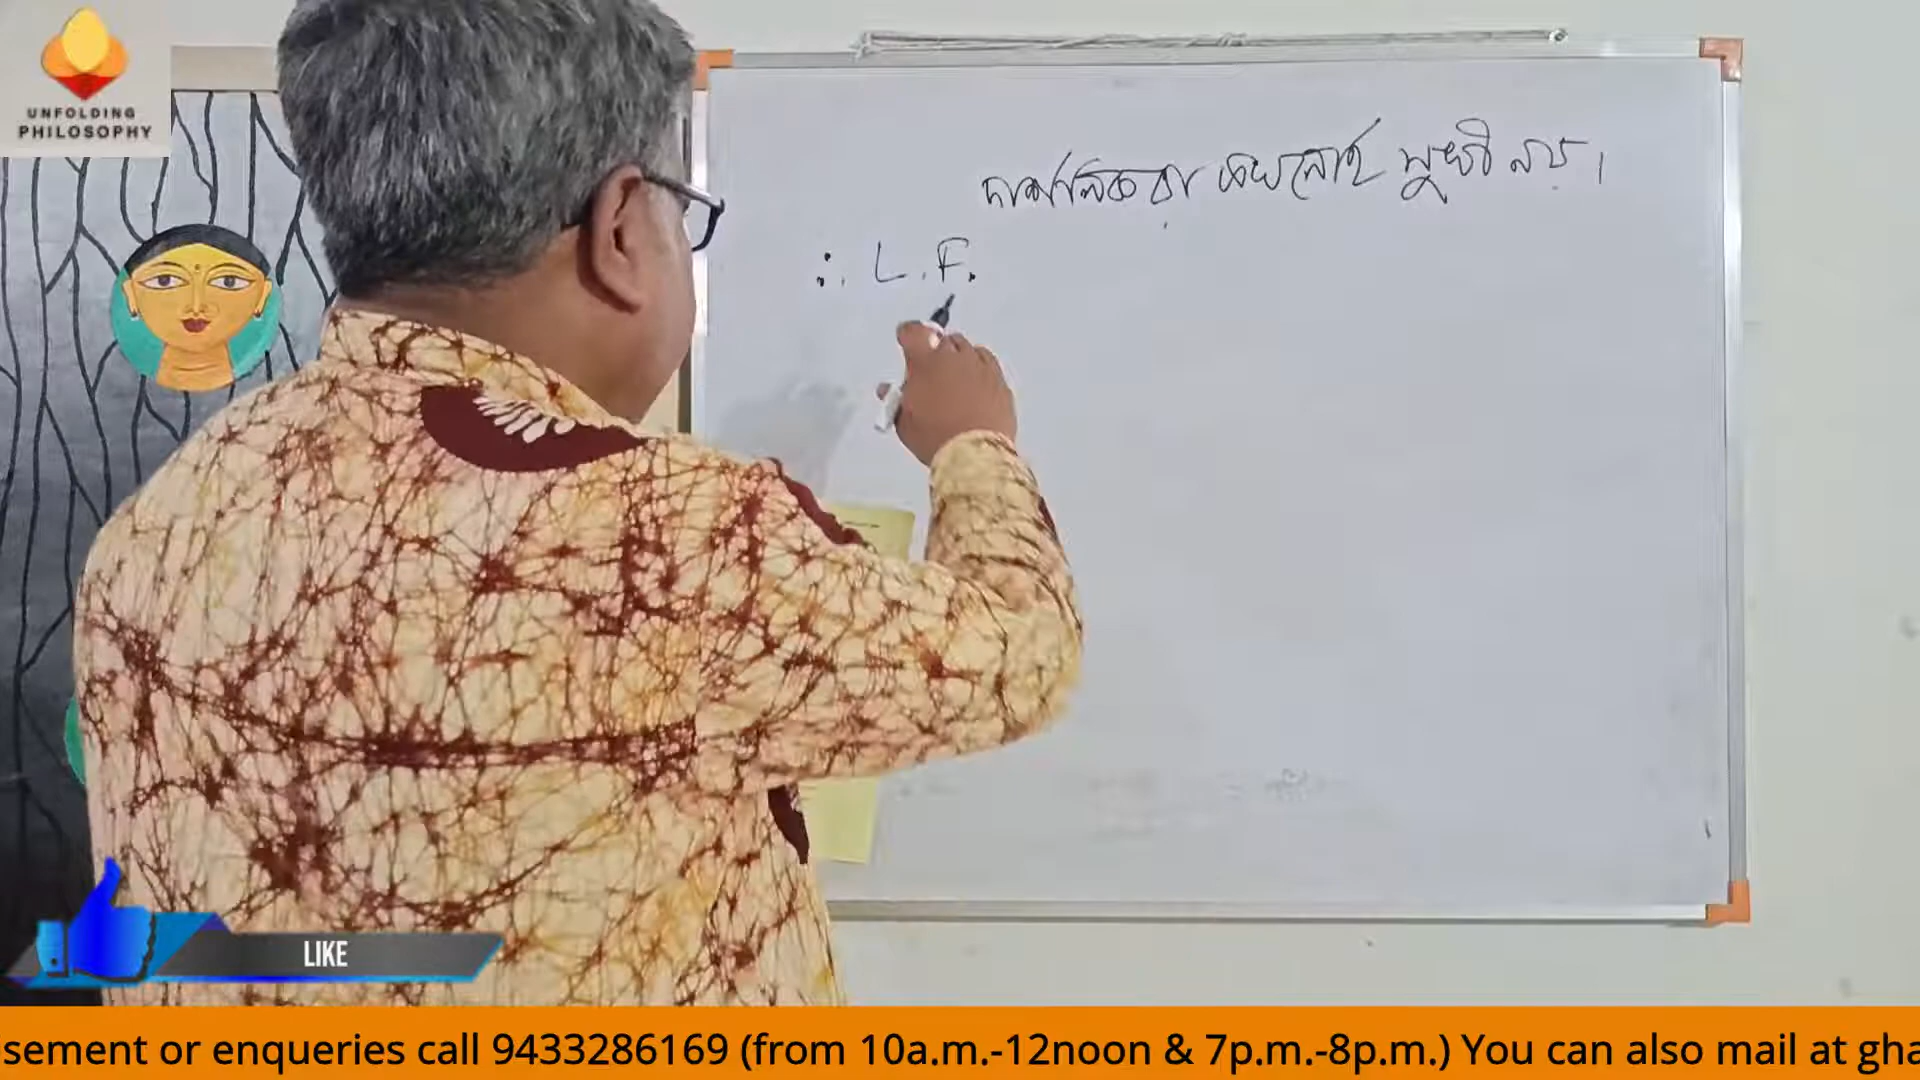 UNFOLDING
PHILOSOPHY
দার্শনিকরা কখনোই সুখী নয়।
∴ L.F.
LIKE
sement or enqueries call 9433286169 (from 10a.m.-12noon & 7p.m.-8p.m.) You can also mail at gha